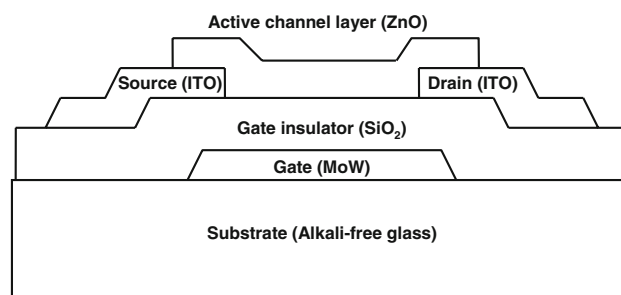 Active channel layer (ZnO)
Source (ITO)
Drain (ITO)
Gate insulator (SiO₂)
Gate (MoW)
Substrate (Alkali-free glass)